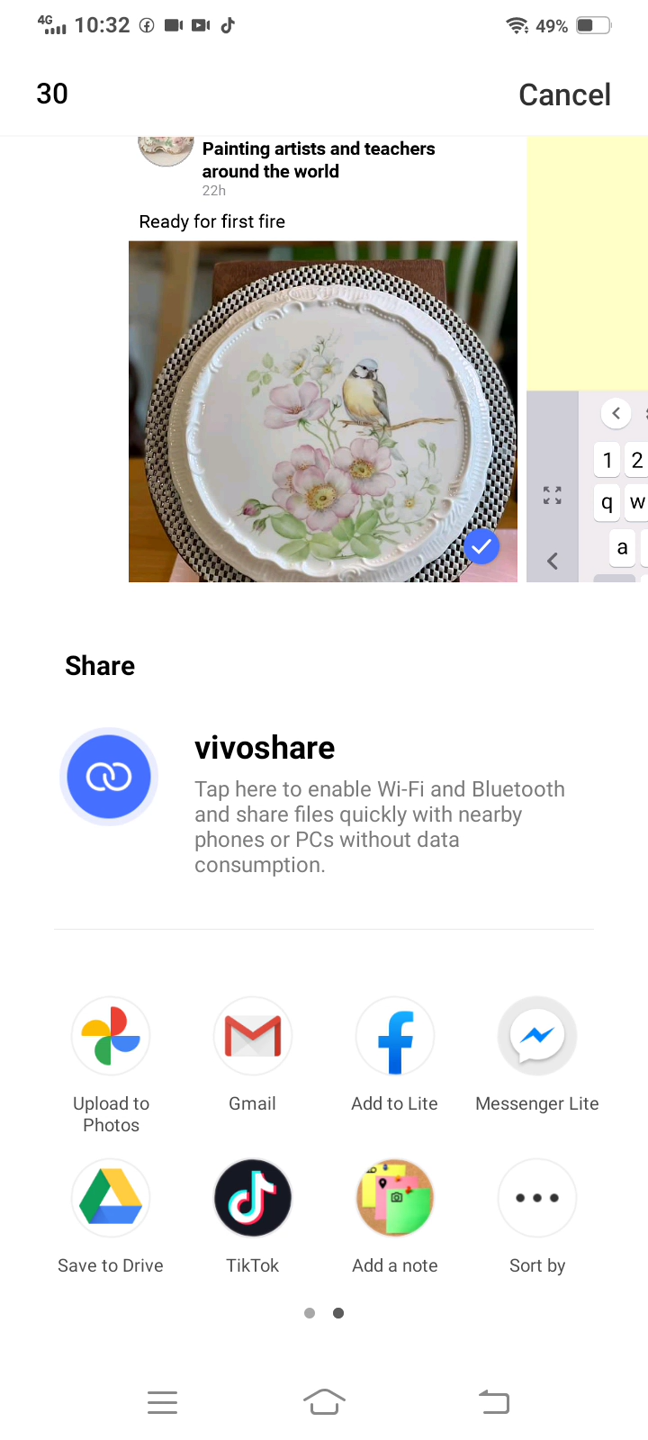 4G 10:32 49%
30 Cancel
Painting artists and teachers
around the world
22h
Ready for first fire
1 2
q w
a
Share
vivoshare
Tap here to enable Wi-Fi and Bluetooth
and share files quickly with nearby
phones or PCs without data
consumption.
Upload to
Photos
Gmail
Add to Lite
Messenger Lite
Save to Drive
TikTok
Add a note
Sort by